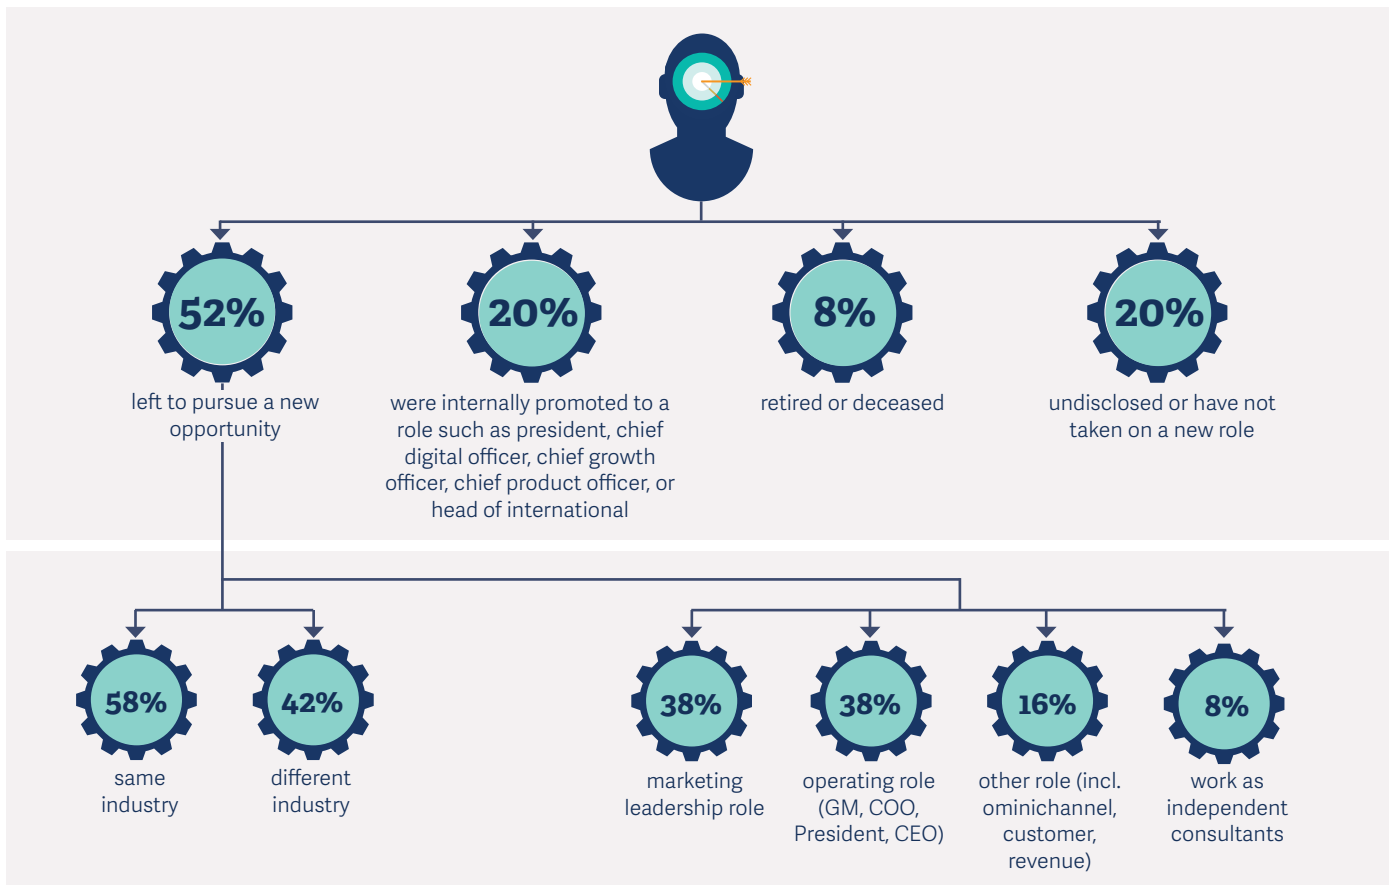 52%
left to pursue a new
opportunity
20%
were internally promoted to a
role such as president, chief
digital officer, chief growth
officer, chief product officer, or
head of international
8%
retired or deceased
20%
undisclosed or have not
taken on a new role
58%
same
industry
42%
different
industry
38%
marketing
leadership role
38%
operating role
(GM, COO,
President, CEO)
16%
other role (incl.
ominichannel,
customer,
revenue)
8%
work as
independent
consultants